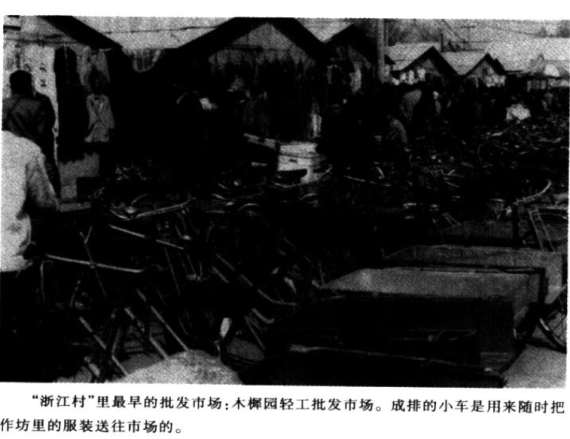 “浙江村”里最早的批发市场：木樨园轻工批发市场。成排的小车是用来随时把
作坊里的服装送往市场的。